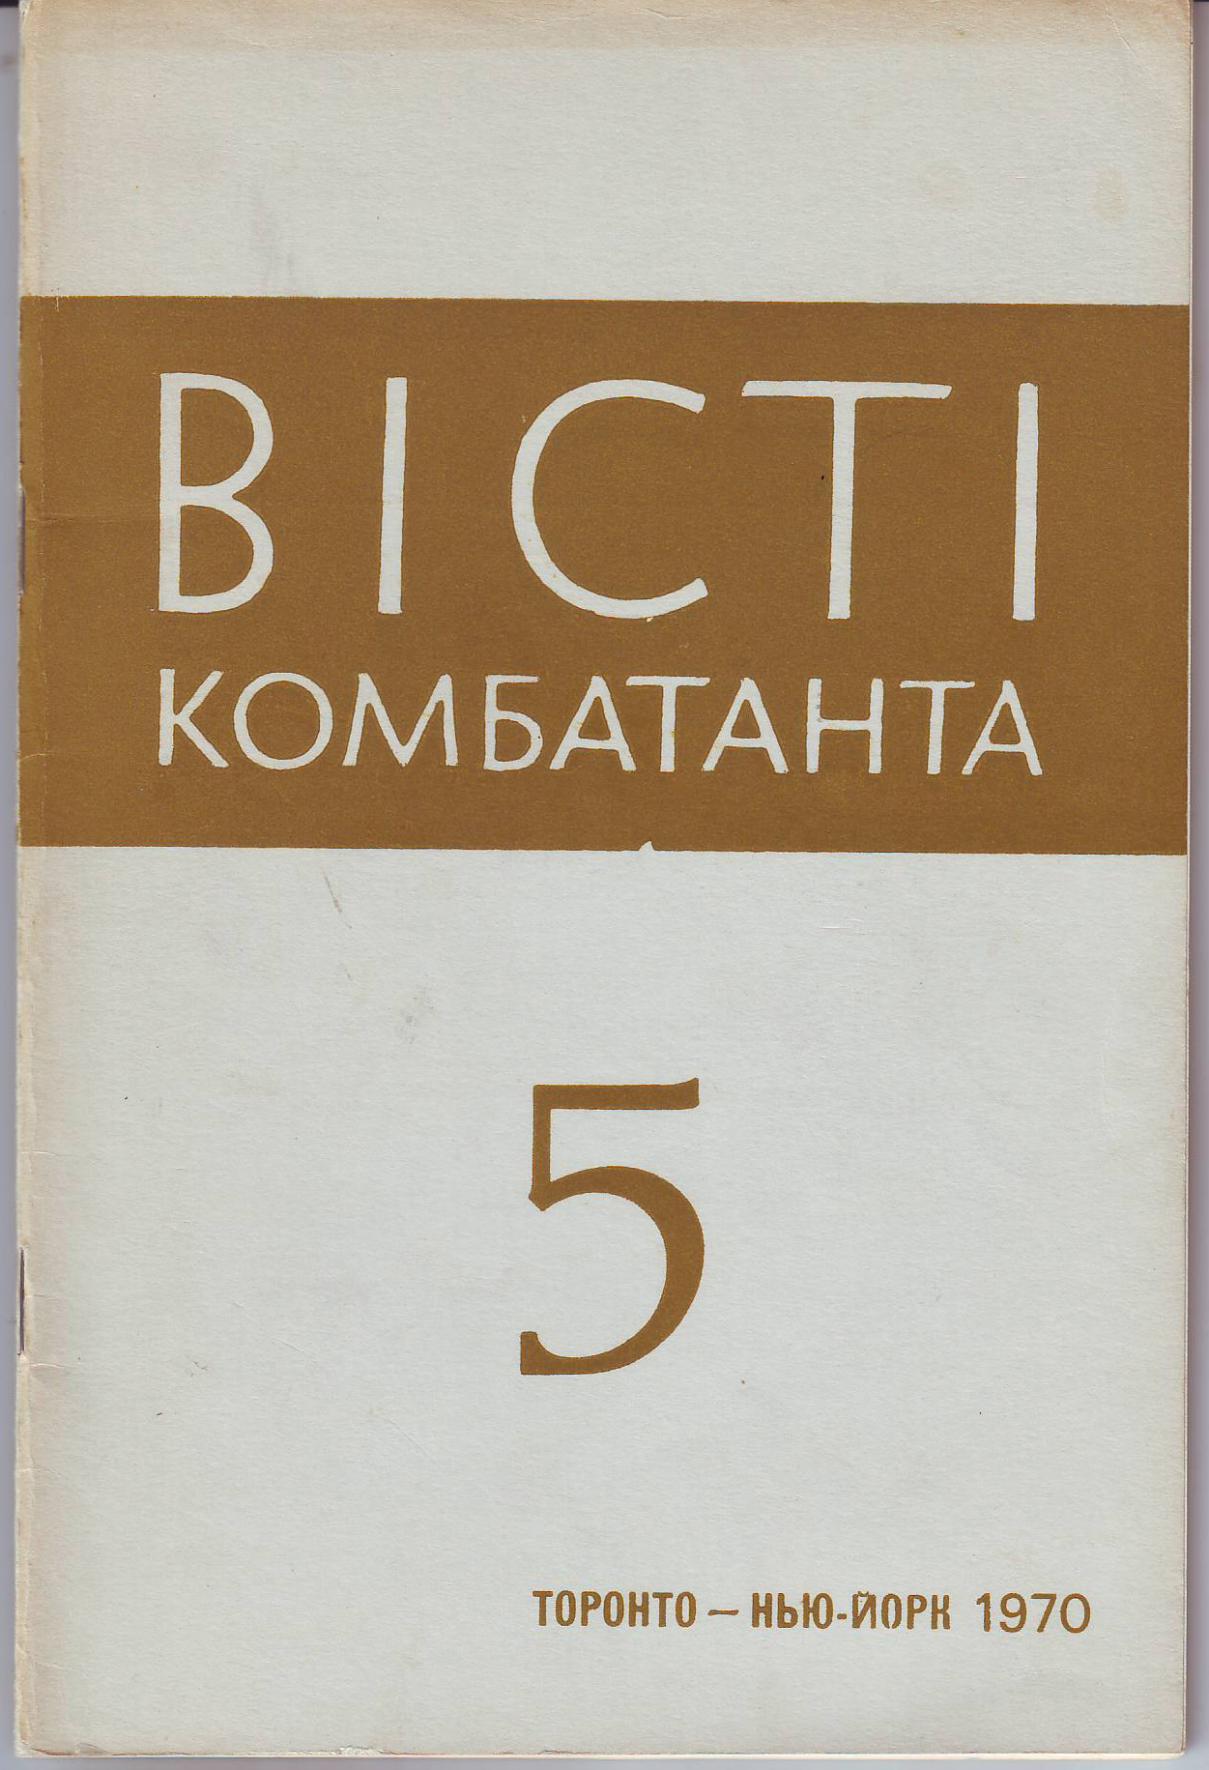 ВІСТІ
КОМБАТАНТА
5
ТОРОНТО — НЬЮ-ЙОРК 1970